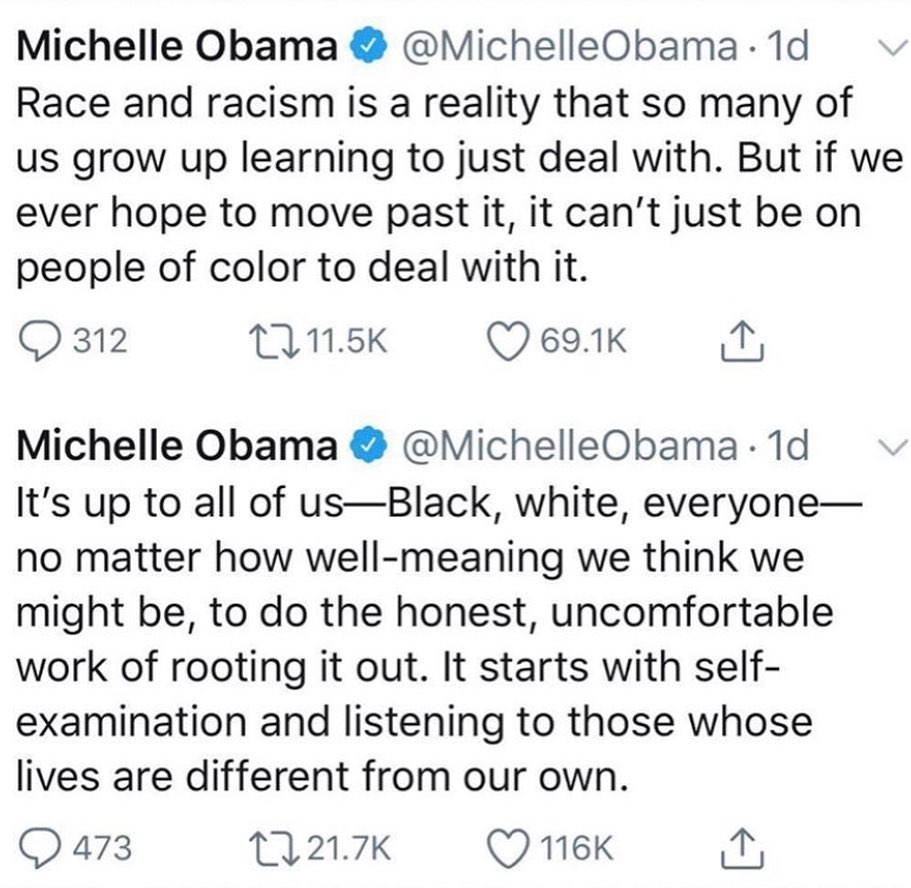 Michelle Obama @MichelleObama · 1d
Race and racism is a reality that so many of
us grow up learning to just deal with. But if we
ever hope to move past it, it can't just be on
people of color to deal with it.
312 11.5K 69.1K
Michelle Obama @MichelleObama · 1d
It's up to all of us—Black, white, everyone—
no matter how well-meaning we think we
might be, to do the honest, uncomfortable
work of rooting it out. It starts with self-
examination and listening to those whose
lives are different from our own.
473 21.7K 116K